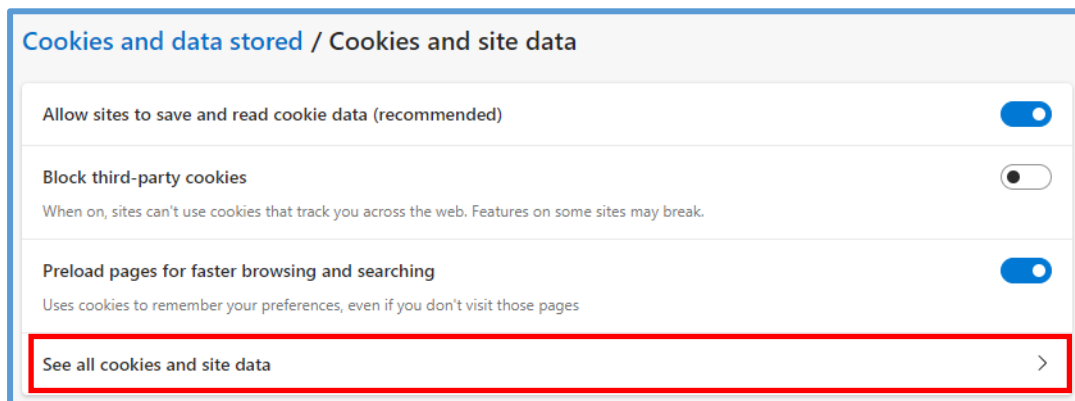 Cookies and data stored / Cookies and site data
Allow sites to save and read cookie data (recommended)
Block third-party cookies
When on, sites can't use cookies that track you across the web. Features on some sites may break.
Preload pages for faster browsing and searching
Uses cookies to remember your preferences, even if you don't visit those pages
See all cookies and site data